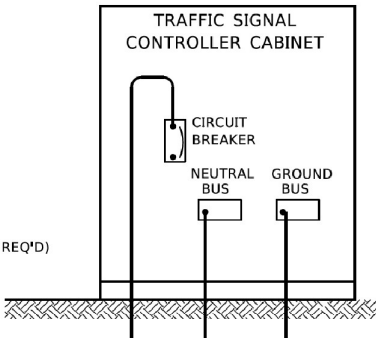 TRAFFIC SIGNAL
CONTROLLER CABINET
CIRCUIT
BREAKER
NEUTRAL
BUS
GROUND
BUS
REQ'D)